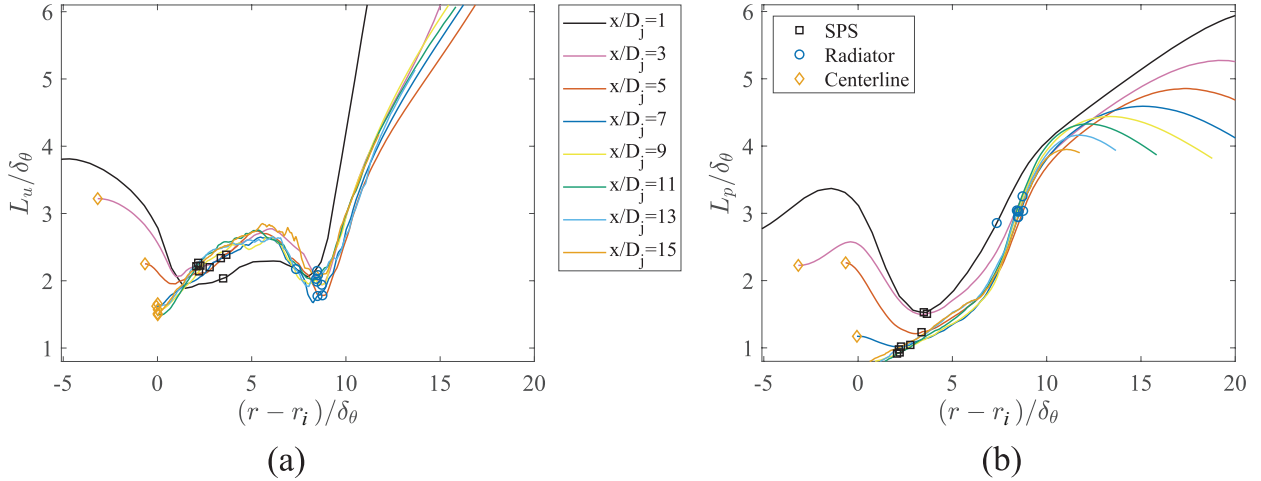 6
5
4
3
2
1
L_u/δ_θ
-5 0 5 10 15 20
(r − r_i)/δ_θ
(a)
x/D_j=1
x/D_j=3
x/D_j=5
x/D_j=7
x/D_j=9
x/D_j=11
x/D_j=13
x/D_j=15
SPS
Radiator
Centerline
6
5
4
3
2
1
L_p/δ_θ
-5 0 5 10 15 20
(r − r_i)/δ_θ
(b)